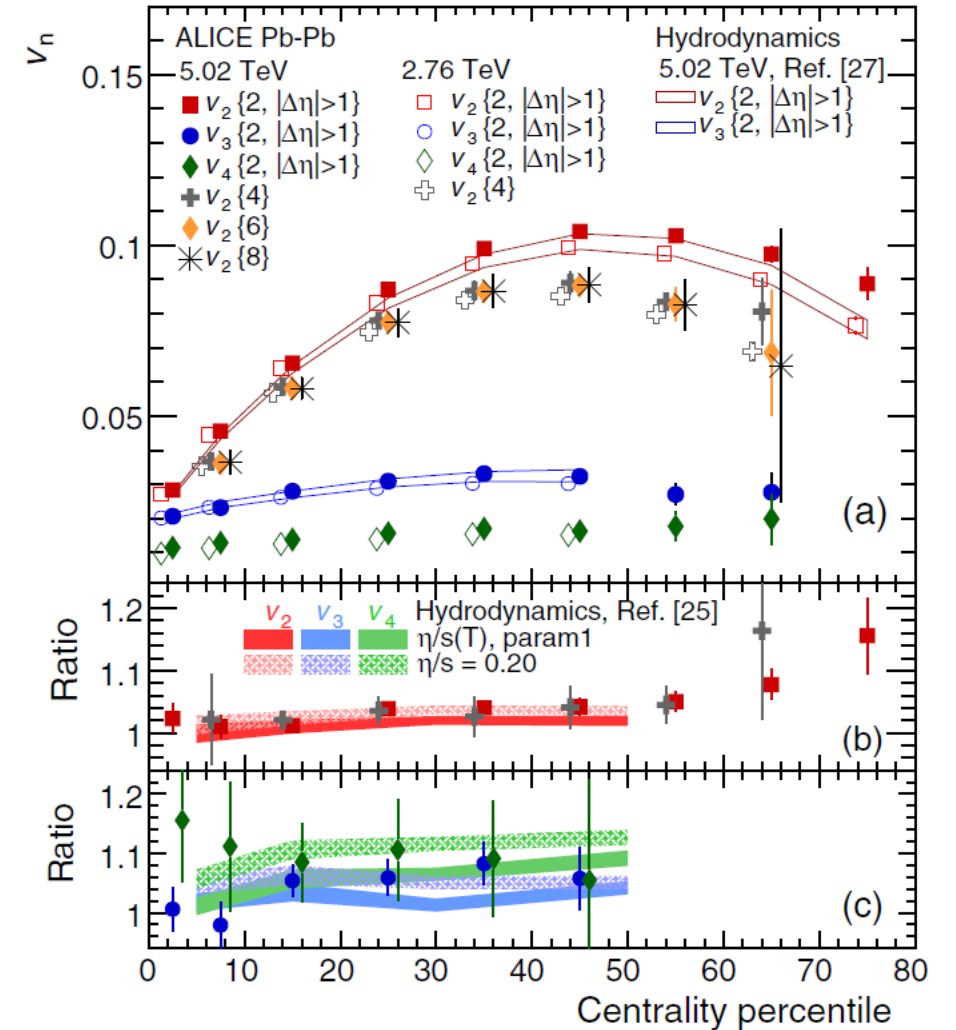 v_n
ALICE Pb-Pb
5.02 TeV
v_2{2, |Δη|>1}
v_3{2, |Δη|>1}
v_4{2, |Δη|>1}
v_2{4}
v_2{6}
v_2{8}
2.76 TeV
v_2{2, |Δη|>1}
v_3{2, |Δη|>1}
v_4{2, |Δη|>1}
v_2{4}
Hydrodynamics
5.02 TeV, Ref. [27]
v_2{2, |Δη|>1}
v_3{2, |Δη|>1}
0.15
0.1
0.05
(a)
Ratio
1.2
1.1
1
v_2 v_3 v_4 Hydrodynamics, Ref. [25]
η/s(T), param1
η/s = 0.20
(b)
Ratio
1.2
1.1
1
(c)
0 10 20 30 40 50 60 70 80
Centrality percentile